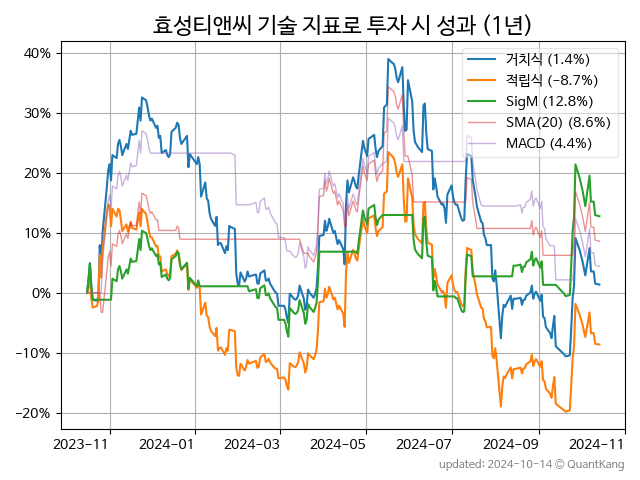 효성티앤씨 기술 지표로 투자 시 성과 (1년)
거치식 (1.4%)
적립식 (-8.7%)
SigM (12.8%)
SMA(20) (8.6%)
MACD (4.4%)
40%
30%
20%
10%
0%
−10%
−20%
2023-11 2024-01 2024-03 2024-05 2024-07 2024-09 2024-11
updated: 2024-10-14 © QuantKang